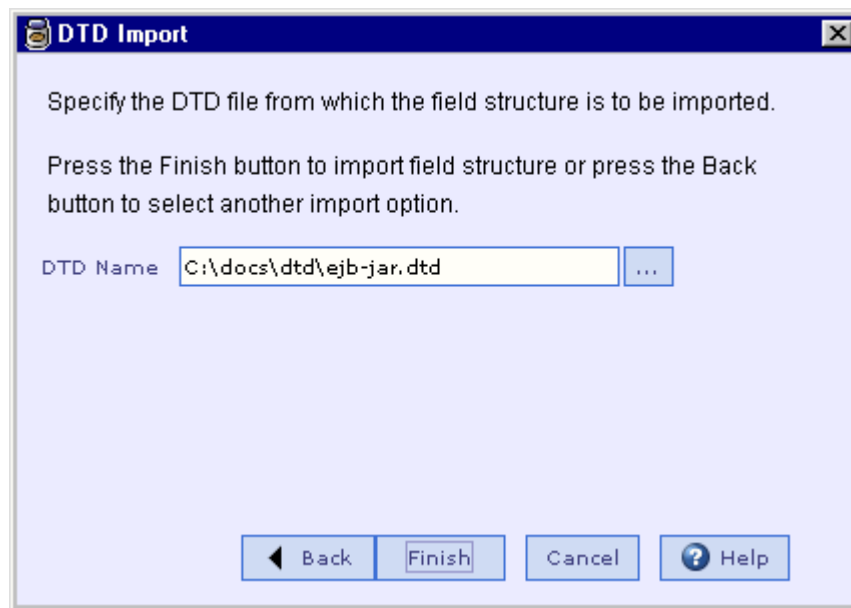 DTD Import
Specify the DTD file from which the field structure is to be imported.
Press the Finish button to import field structure or press the Back
button to select another import option.
DTD Name C:\docs\dtd\ejb-jar.dtd ...
Back Finish Cancel ? Help